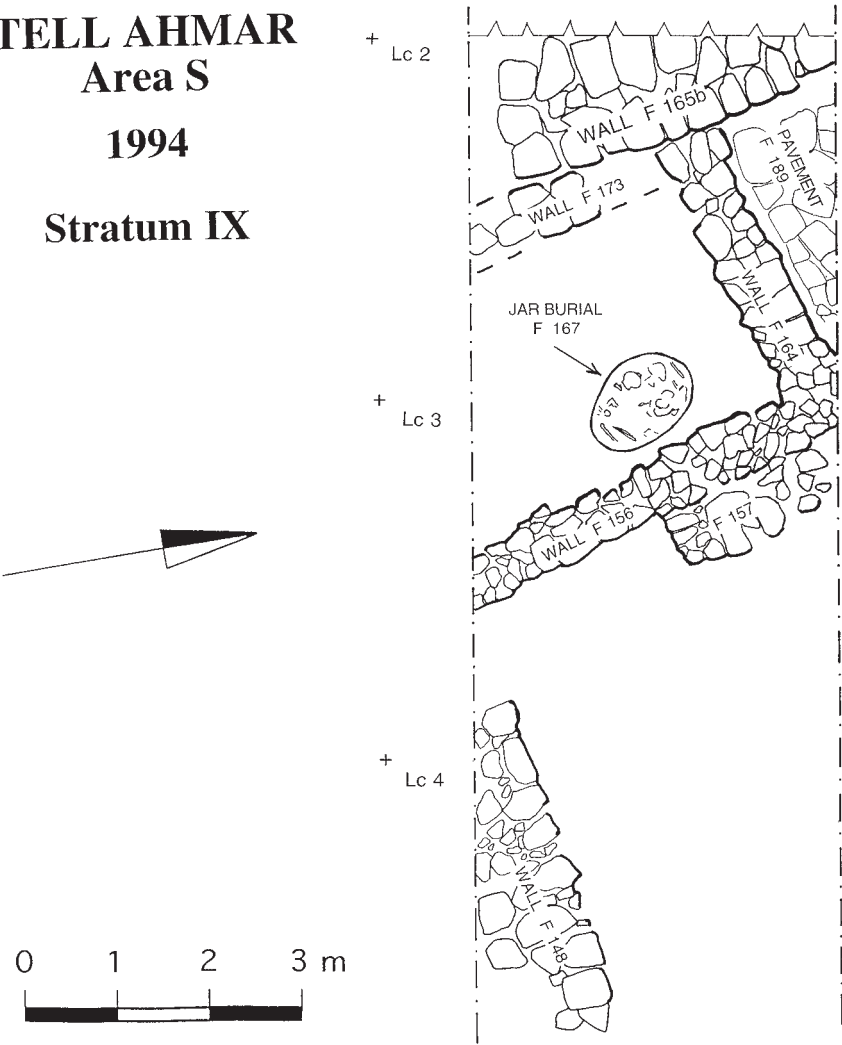 TELL AHMAR
Area S
1994
Stratum IX
+ Lc 2
WALL F 165b
PAVEMENT
F 189
WALL F 173
WALL F 164
JAR BURIAL
F 167
+ Lc 3
WALL F 156
F 157
+ Lc 4
WALL F 148
0 1 2 3 m